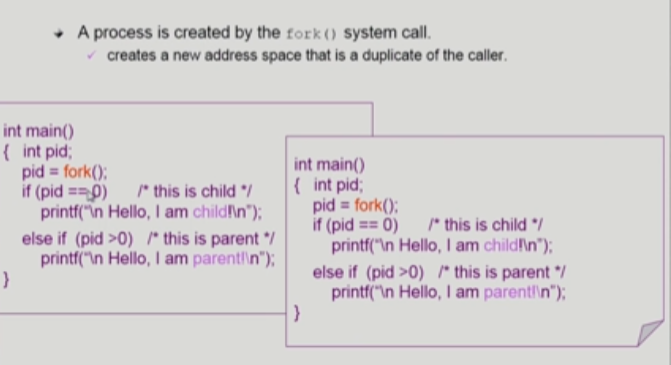 A process is created by the fork() system call.
creates a new address space that is a duplicate of the caller.
int main()
{ int pid;
pid = fork();
if (pid == 0) /* this is child */
printf("\n Hello, I am child!\n");
else if (pid >0) /* this is parent */
printf("\n Hello, I am parent!\n");
}
int main()
{ int pid;
pid = fork();
if (pid == 0) /* this is child */
printf("\n Hello, I am child!\n");
else if (pid >0) /* this is parent */
printf("\n Hello, I am parent!\n");
}